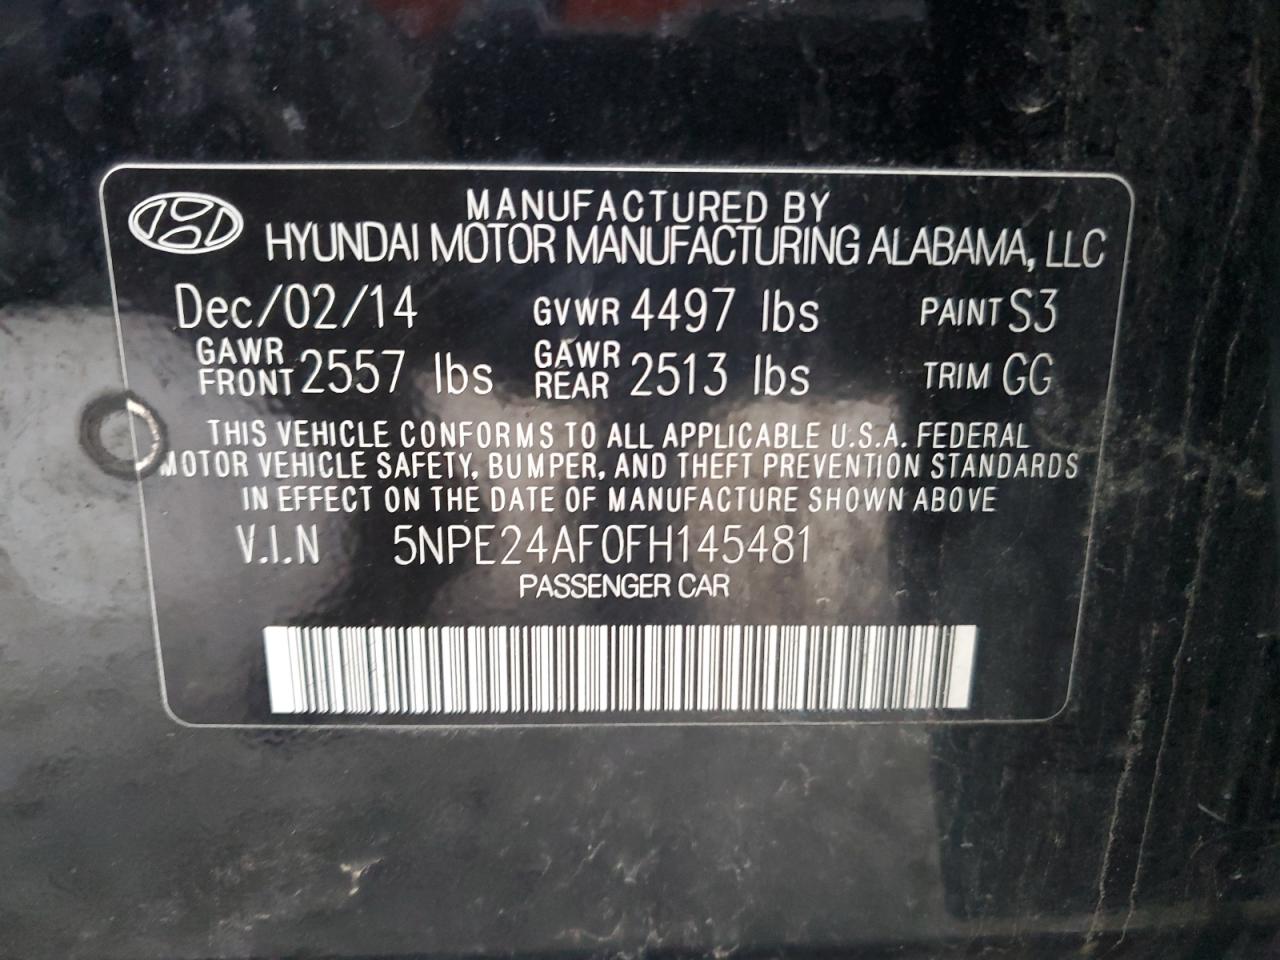 MANUFACTURED BY
HYUNDAI MOTOR MANUFACTURING ALABAMA, LLC
Dec/02/14 GVWR 4497 lbs PAINT S3
GAWR FRONT 2557 lbs GAWR REAR 2513 lbs TRIM GG
THIS VEHICLE CONFORMS TO ALL APPLICABLE U.S.A. FEDERAL
MOTOR VEHICLE SAFETY, BUMPER, AND THEFT PREVENTION STANDARDS
IN EFFECT ON THE DATE OF MANUFACTURE SHOWN ABOVE
V.I.N 5NPE24AF0FH145481
PASSENGER CAR